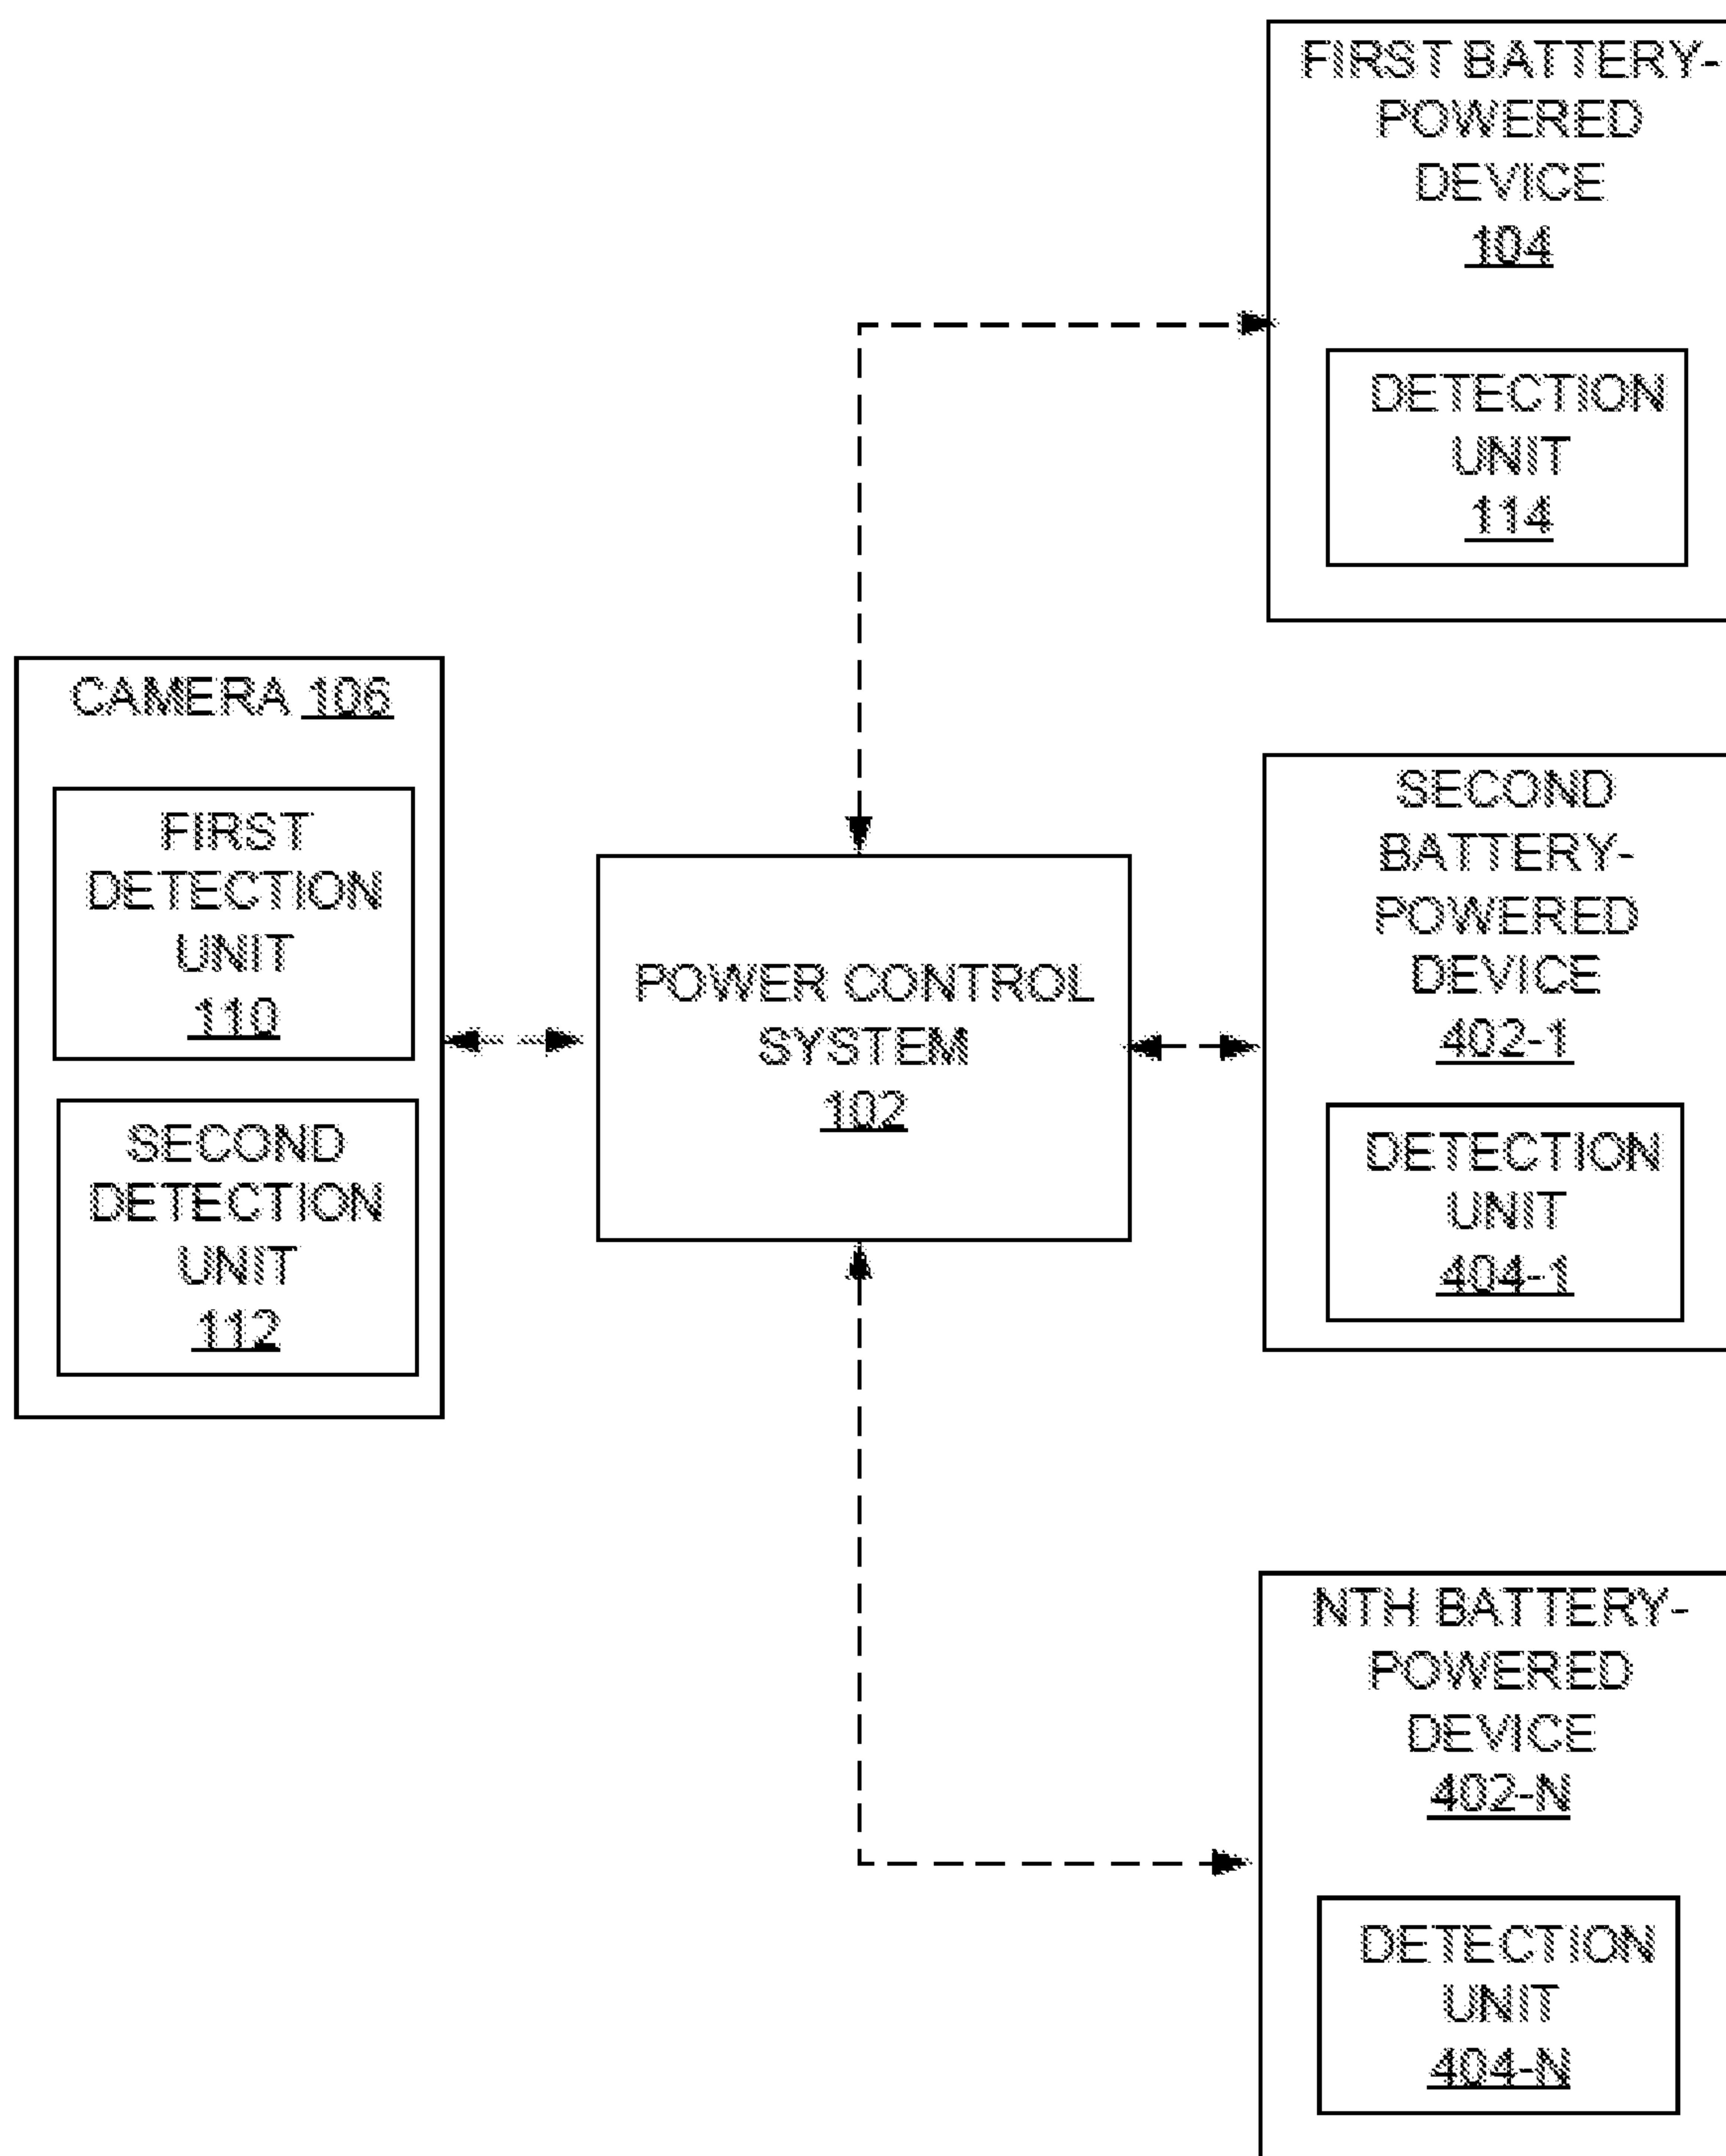 FIRST BATTERY-
POWERED
DEVICE
104
DETECTION
UNIT
114
CAMERA 106
FIRST
DETECTION
UNIT
110
SECOND
DETECTION
UNIT
112
POWER CONTROL
SYSTEM
102
SECOND
BATTERY-
POWERED
DEVICE
402-1
DETECTION
UNIT
404-1
NTH BATTERY-
POWERED
DEVICE
402-N
DETECTION
UNIT
404-N